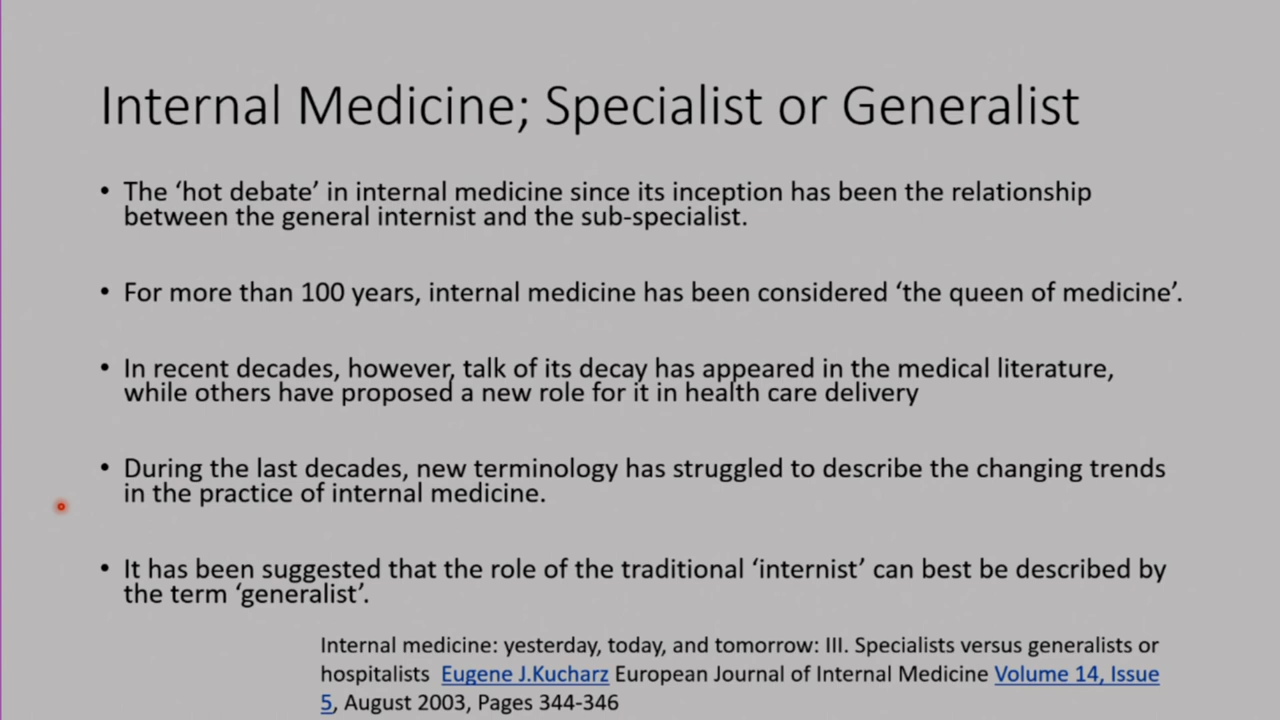 Internal Medicine; Specialist or Generalist
• The ‘hot debate’ in internal medicine since its inception has been the relationship
between the general internist and the sub-specialist.
• For more than 100 years, internal medicine has been considered ‘the queen of medicine’.
• In recent decades, however, talk of its decay has appeared in the medical literature,
while others have proposed a new role for it in health care delivery
• During the last decades, new terminology has struggled to describe the changing trends
in the practice of internal medicine.
• It has been suggested that the role of the traditional ‘internist’ can best be described by
the term ‘generalist’.
Internal medicine: yesterday, today, and tomorrow: III. Specialists versus generalists or
hospitalists Eugene J.Kucharz European Journal of Internal Medicine Volume 14, Issue
5, August 2003, Pages 344-346